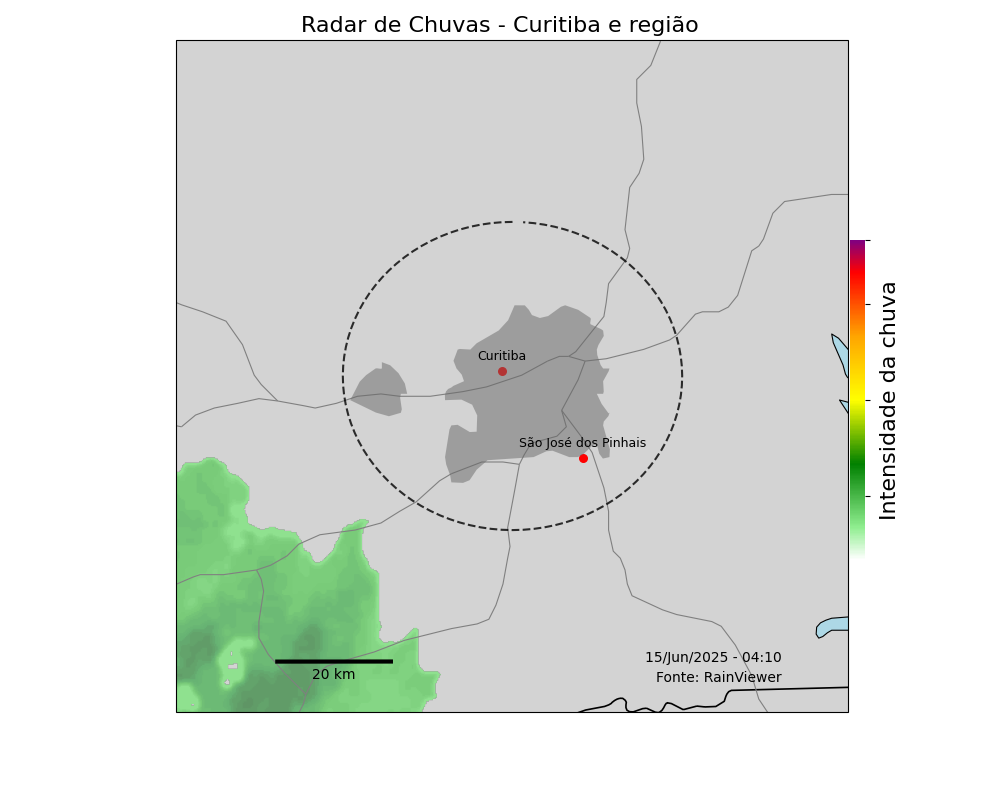 Radar de Chuvas - Curitiba e região
Curitiba
São José dos Pinhais
Intensidade da chuva
15/Jun/2025 - 04:10
20 km
Fonte: RainViewer